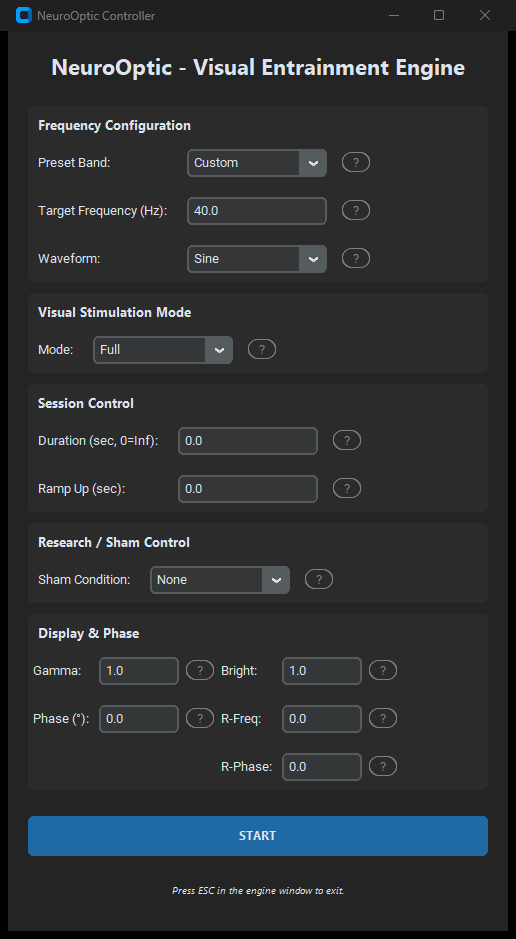 NeuroOptic Controller
NeuroOptic - Visual Entrainment Engine
Frequency Configuration
Preset Band: Custom ?
Target Frequency (Hz): 40.0 ?
Waveform: Sine ?
Visual Stimulation Mode
Mode: Full ?
Session Control
Duration (sec, 0=Inf): 0.0 ?
Ramp Up (sec): 0.0 ?
Research / Sham Control
Sham Condition: None ?
Display & Phase
Gamma: 1.0 ? Bright: 1.0 ?
Phase (°): 0.0 ? R-Freq: 0.0 ?
R-Phase: 0.0 ?
START
Press ESC in the engine window to exit.